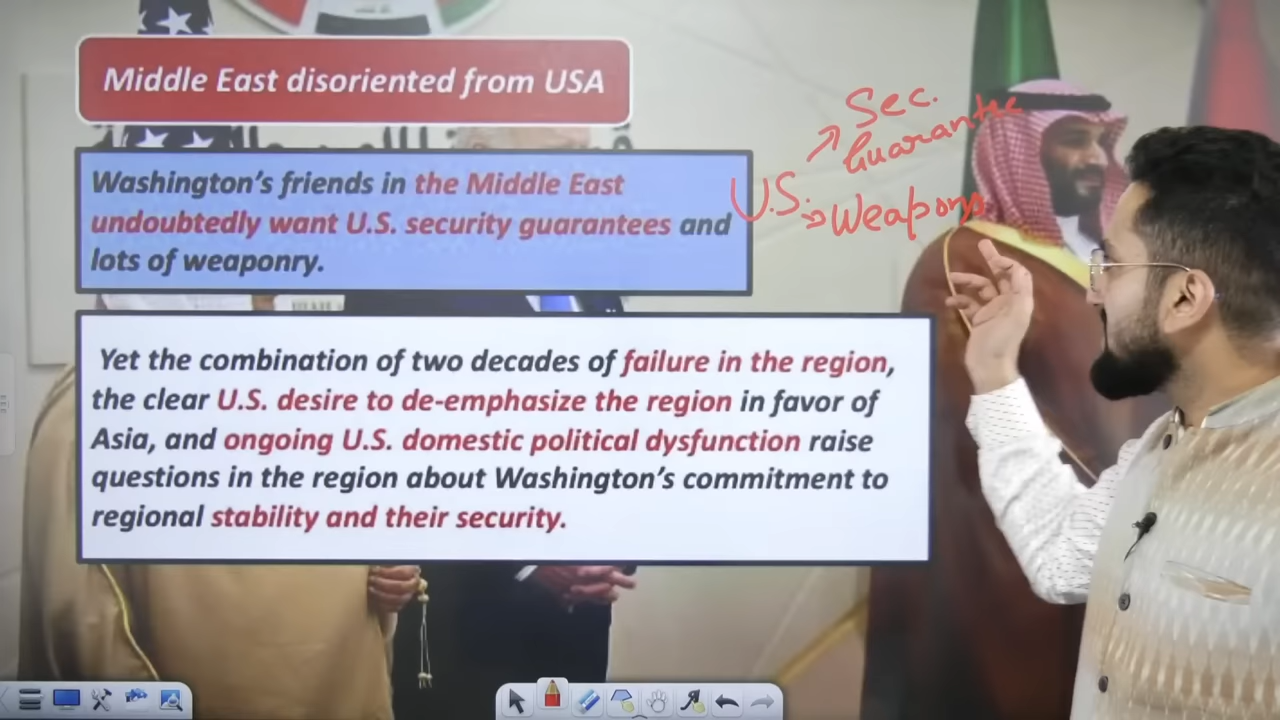 Middle East disoriented from USA
Washington's friends in the Middle East
undoubtedly want U.S. security guarantees and
lots of weaponry.
U.S.
Sec.
Guarantee
Weapons
Yet the combination of two decades of failure in the region,
the clear U.S. desire to de-emphasize the region in favor of
Asia, and ongoing U.S. domestic political dysfunction raise
questions in the region about Washington's commitment to
regional stability and their security.